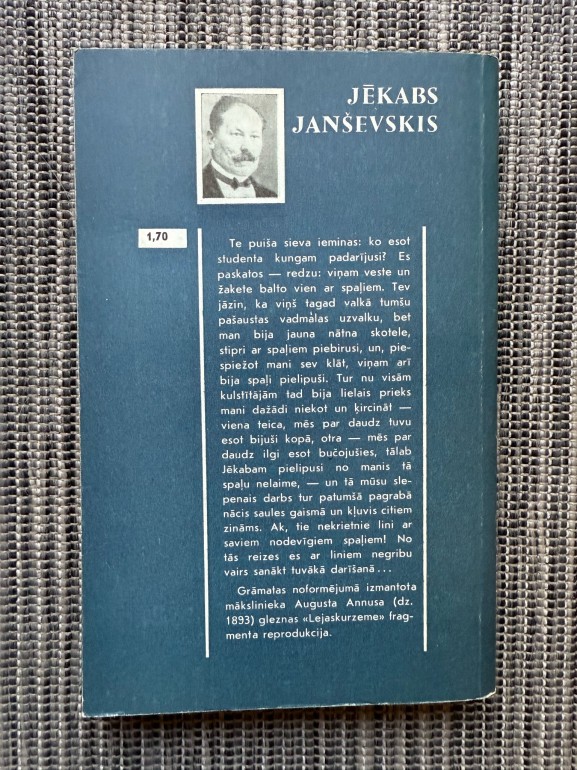 JĒKABS
JANŠEVSKIS
1,70
Te puiša sieva ieminas: ko esot
studenta kungam padarījusi? Es
paskatos — redzu: viņam veste un
žakete balto vien ar spaļiem. Tev
jāzin, ka viņš tagad valkā tumšu
pašaustas vadmalas uzvalku, bet
man bija jauna nātna skotele,
stipri ar spaļiem piebirusi, un, pie-
spiežot mani sev klāt, viņam arī
bija spaļi pielipuši. Tur nu visām
kulstītājām tad bija lielais prieks
mani dažādi niekot un ķircināt —
viena teica, mēs par daudz tuvu
esot bijuši kopā, otra — mēs par
daudz ilgi esot bučojušies, tālab
Jēkabam pielipusi no manis tā
spaļu nelaime, — un tā mūsu sle-
penais darbs tur patumšā pagrabā
nācis saules gaismā un kļuvis citiem
zināms. Ak, tie nekrietnie lini ar
saviem nodevīgiem spaļiem! No
tās reizes es ar liniem negribu
vairs sanākt tuvākā darīšanā...
Grāmatas noformējumā izmantota
mākslinieka Augusta Annusa (dz.
1893) gleznas «Lejaskurzeme» frag-
menta reprodukcija.